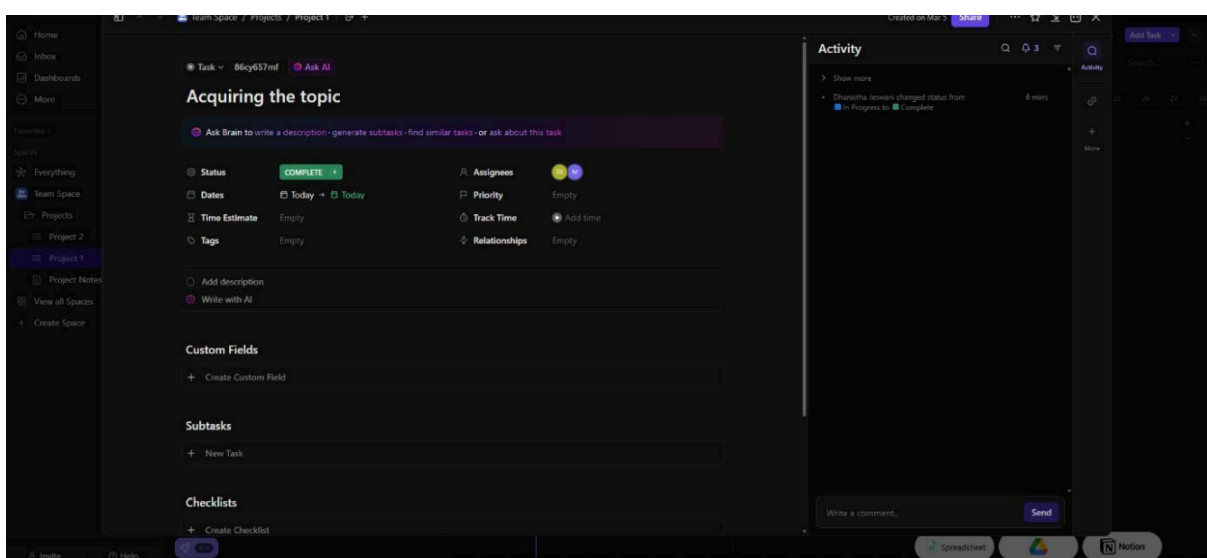 Team Space / Projects / Project 1
Created on Mar 5
Share
Home
Inbox
Dashboards
More
Favorites
Spaces
Everything
Team Space
Projects
Project 2
Project 1
Project Notes
View all Spaces
Create Space
Invite
Help
Task 86cy657mf Ask AI
Acquiring the topic
Ask Brain to write a description · generate subtasks · find similar tasks · or ask about this task
Status COMPLETE
Assignees
Dates Today → Today
Priority Empty
Time Estimate Empty
Track Time Add time
Tags Empty
Relationships Empty
Add description
Write with AI
Custom Fields
+ Create Custom Field
Subtasks
+ New Task
Checklists
+ Create Checklist
Activity
3
Show more
Dhanistha Jeswani changed status from 6 mins
In Progress to Complete
Write a comment...
Send
Activity
More
Add Task
Search...
Spreadsheet
Notion